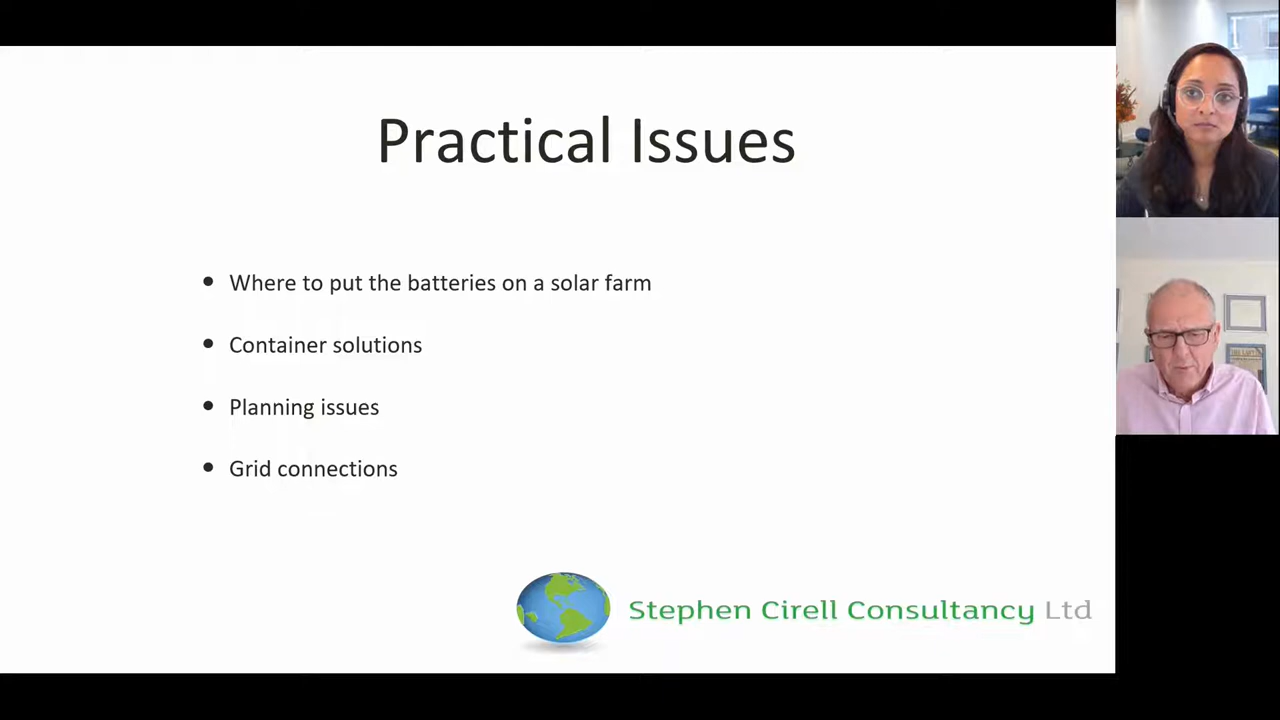 Practical Issues
• Where to put the batteries on a solar farm
• Container solutions
• Planning issues
• Grid connections
Stephen Cirell Consultancy Ltd